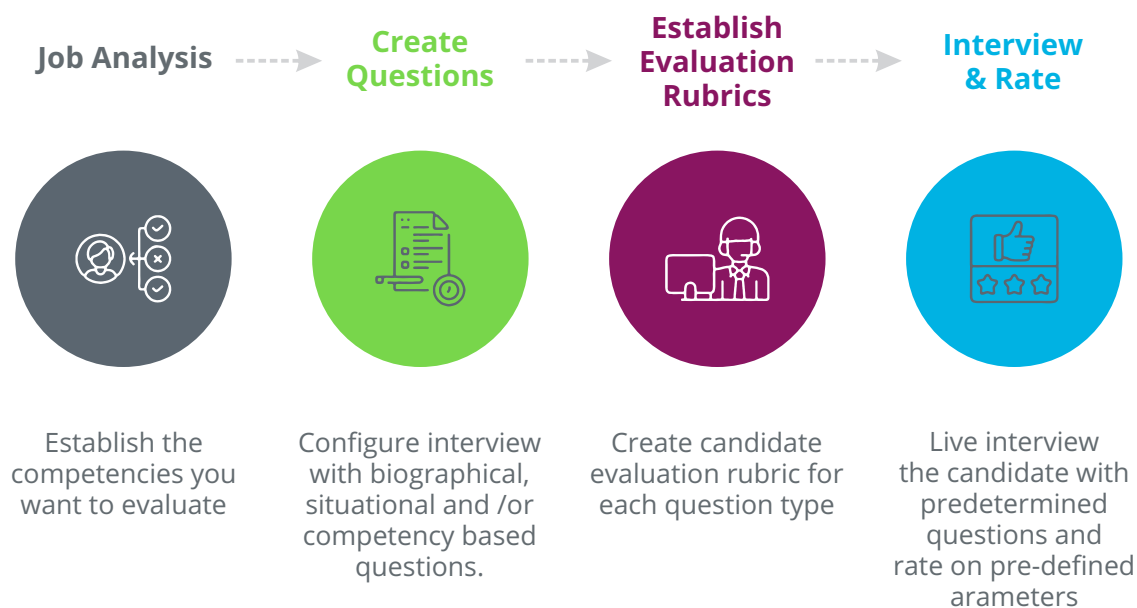 Job Analysis
Create
Questions
Establish
Evaluation
Rubrics
Interview
& Rate
Establish the
competencies you
want to evaluate
Configure interview
with biographical,
situational and /or
competency based
questions.
Create candidate
evaluation rubric for
each question type
Live interview
the candidate with
predetermined
questions and
rate on pre-defined
arameters